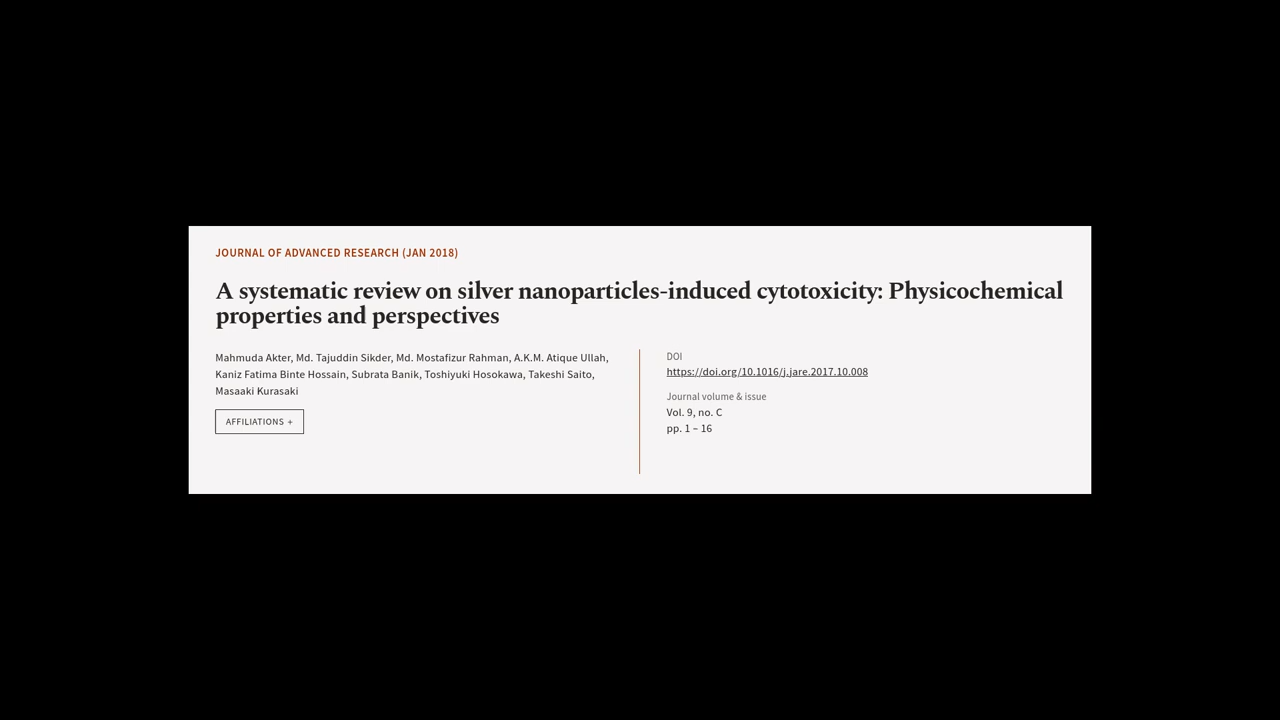 JOURNAL OF ADVANCED RESEARCH (JAN 2018)
A systematic review on silver nanoparticles-induced cytotoxicity: Physicochemical
properties and perspectives
Mahmuda Akter, Md. Tajuddin Sikder, Md. Mostafizur Rahman, A.K.M. Atique Ullah,
Kaniz Fatima Binte Hossain, Subrata Banik, Toshiyuki Hosokawa, Takeshi Saito,
Masaaki Kurasaki
AFFILIATIONS +
DOI
https://doi.org/10.1016/j.jare.2017.10.008
Journal volume & issue
Vol. 9, no. C
pp. 1 – 16